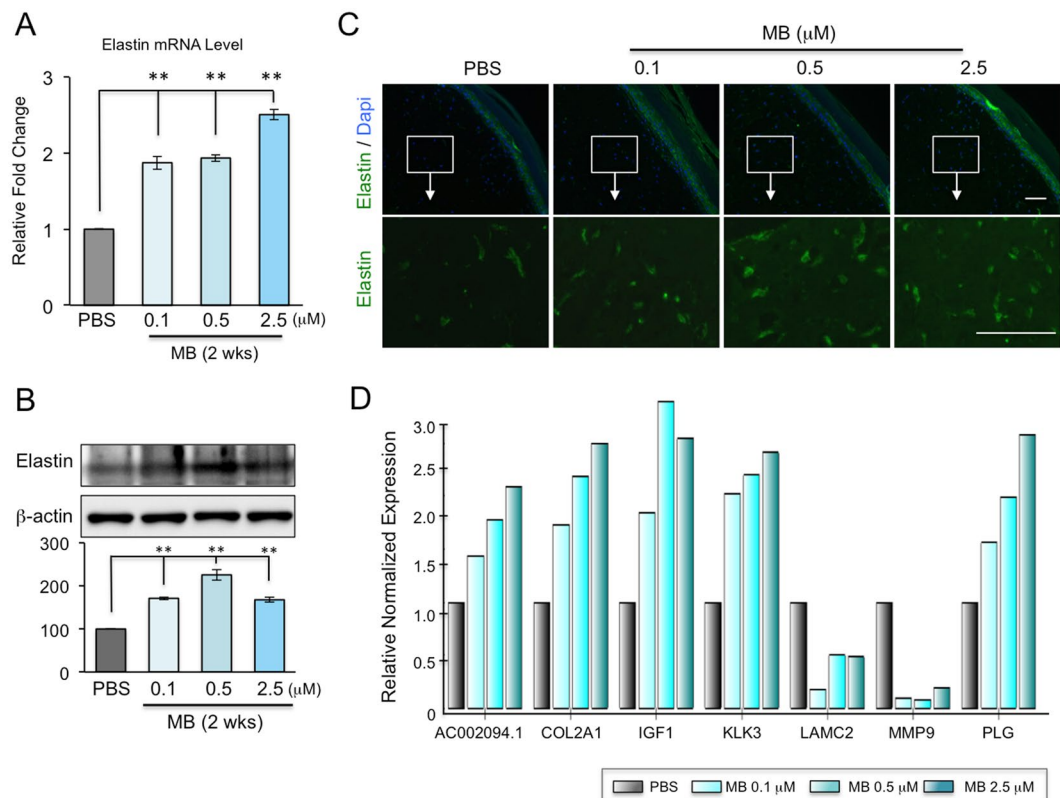 A
Elastin mRNA Level
Relative Fold Change
3
2
1
0
** ** **
PBS 0.1 0.5 2.5 (μM)
MB (2 wks)
B
Elastin
β-actin
300
200
100
0
** ** **
PBS 0.1 0.5 2.5 (μM)
MB (2 wks)
C
MB (μM)
PBS 0.1 0.5 2.5
Elastin / Dapi
Elastin
D
Relative Normalized Expression
3.0
2.5
2.0
1.5
1.0
0.5
0
AC002094.1 COL2A1 IGF1 KLK3 LAMC2 MMP9 PLG
PBS MB 0.1 μM MB 0.5 μM MB 2.5 μM